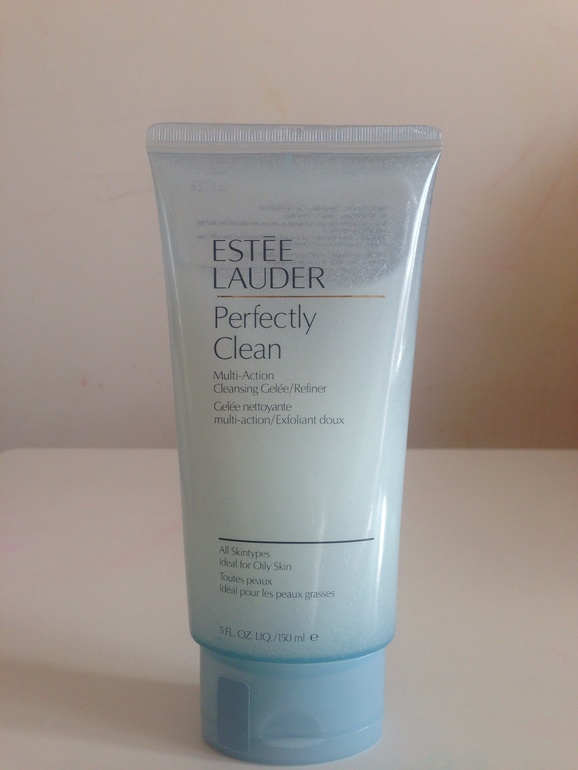 ESTĒE
LAUDER
Perfectly
Clean
Multi-Action
Cleansing Gelée/Refiner
Gelée nettoyante
multi-action/Exfoliant doux
All Skintypes
Ideal for Oily Skin
Toutes peaux
Idéal pour les peaux grasses
5 FL. OZ. LIQ./150 ml ℮